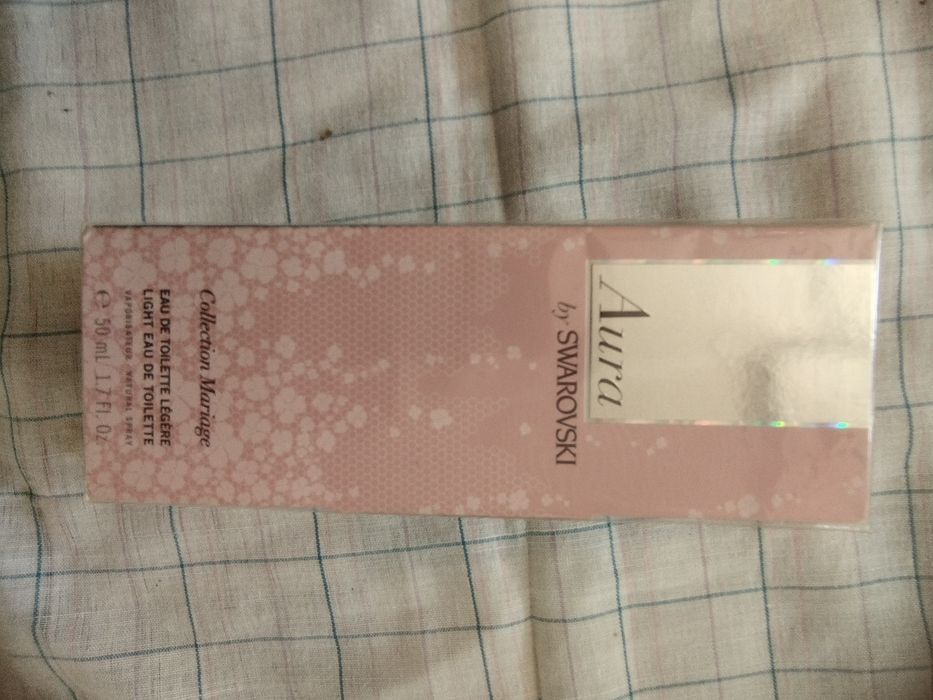 Aura
by SWAROVSKI
Collection Mariage
EAU DE TOILETTE LÉGÈRE
LIGHT EAU DE TOILETTE
VAPORISATEUR NATURAL SPRAY
℮ 50 mL 1.7 Fl. Oz